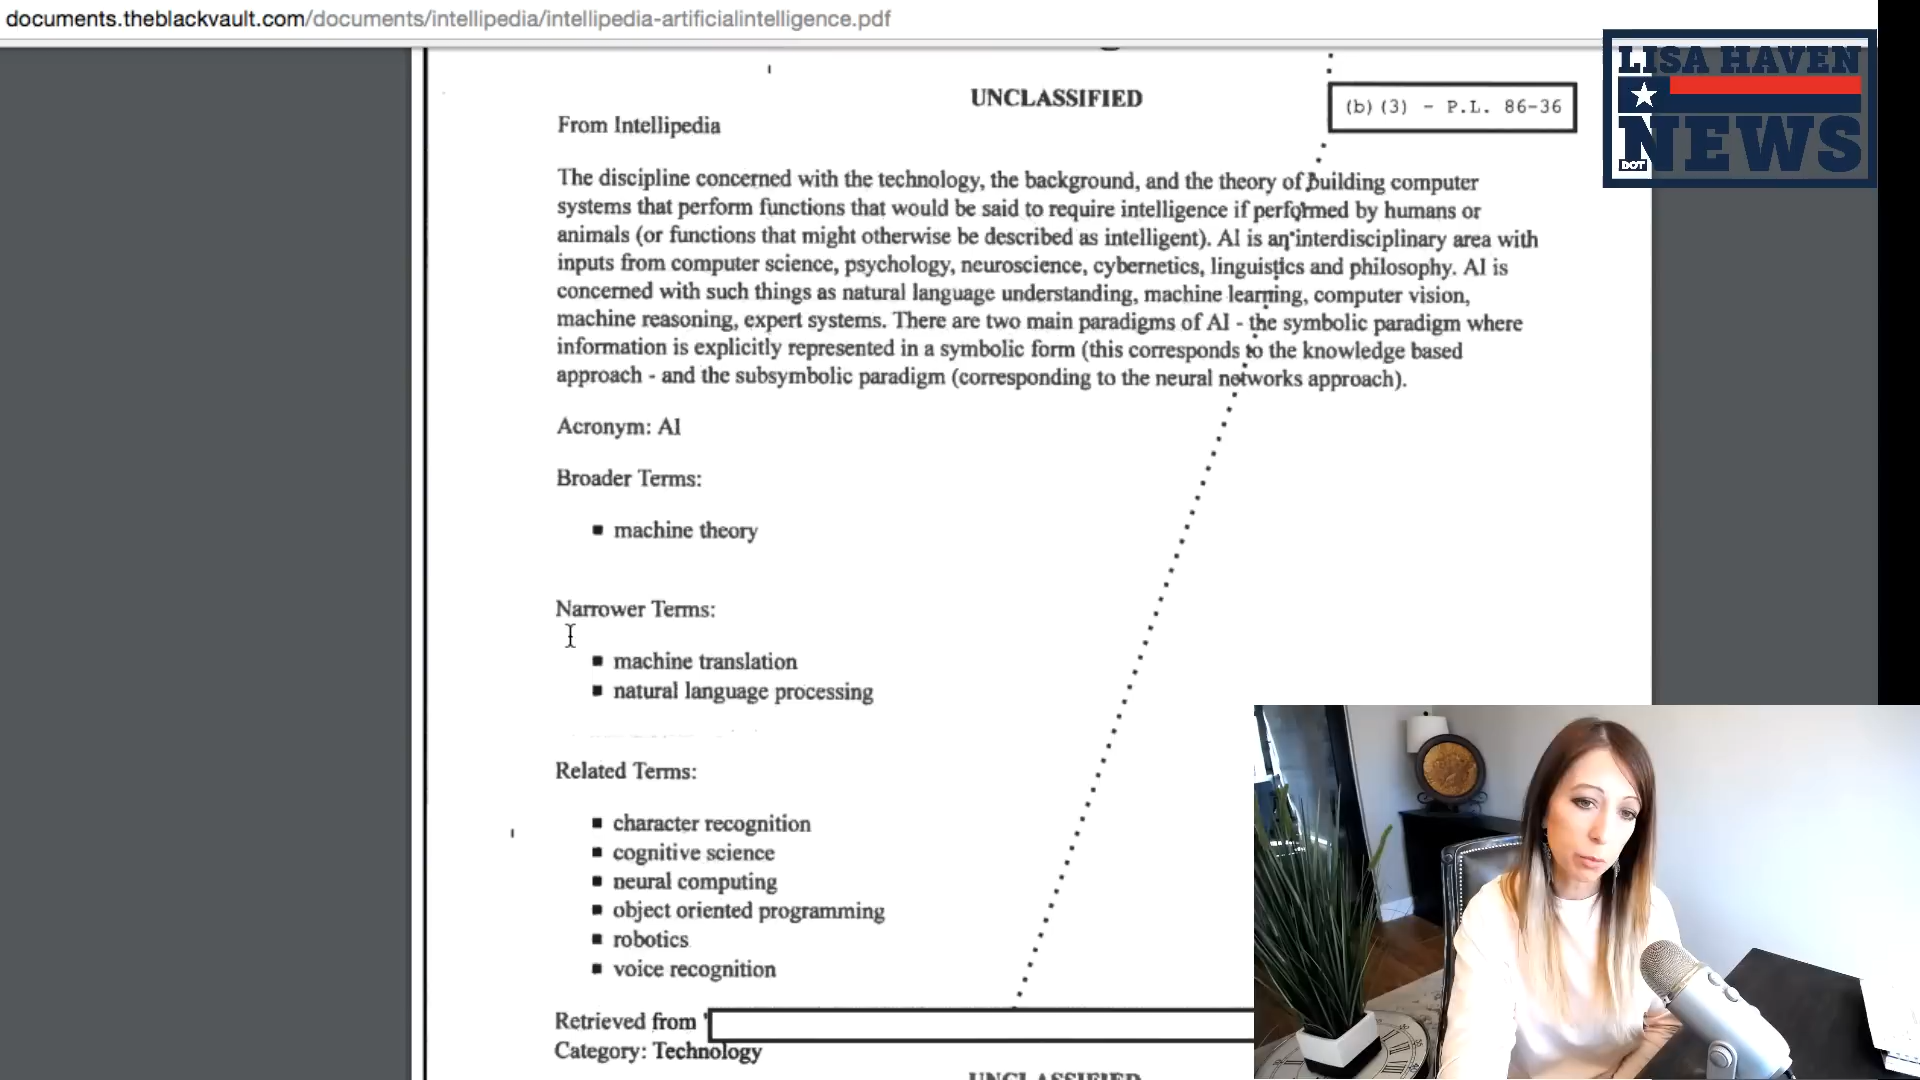 documents.theblackvault.com/documents/intellipedia/intellipedia-artificialintelligence.pdf
LISA HAVEN
DOT NEWS
UNCLASSIFIED
(b) (3) - P.L. 86-36
From Intellipedia
The discipline concerned with the technology, the background, and the theory of building computer
systems that perform functions that would be said to require intelligence if performed by humans or
animals (or functions that might otherwise be described as intelligent). AI is an interdisciplinary area with
inputs from computer science, psychology, neuroscience, cybernetics, linguistics and philosophy. AI is
concerned with such things as natural language understanding, machine learning, computer vision,
machine reasoning, expert systems. There are two main paradigms of AI - the symbolic paradigm where
information is explicitly represented in a symbolic form (this corresponds to the knowledge based
approach - and the subsymbolic paradigm (corresponding to the neural networks approach).
Acronym: AI
Broader Terms:
machine theory
Narrower Terms:
machine translation
natural language processing
Related Terms:
character recognition
cognitive science
neural computing
object oriented programming
robotics
voice recognition
Retrieved from "
Category: Technology
UNCLASSIFIED